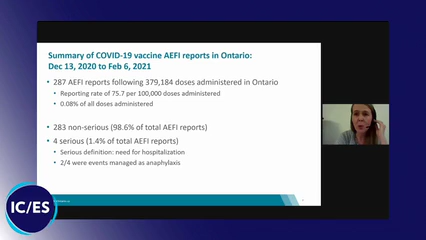 Summary of COVID-19 vaccine AEFI reports in Ontario:
Dec 13, 2020 to Feb 6, 2021
• 287 AEFI reports following 379,184 doses administered in Ontario
• Reporting rate of 75.7 per 100,000 doses administered
• 0.08% of all doses administered
• 283 non-serious (98.6% of total AEFI reports)
• 4 serious (1.4% of total AEFI reports)
• Serious definition: need for hospitalization
• 2/4 were events managed as anaphylaxis
IC/ES